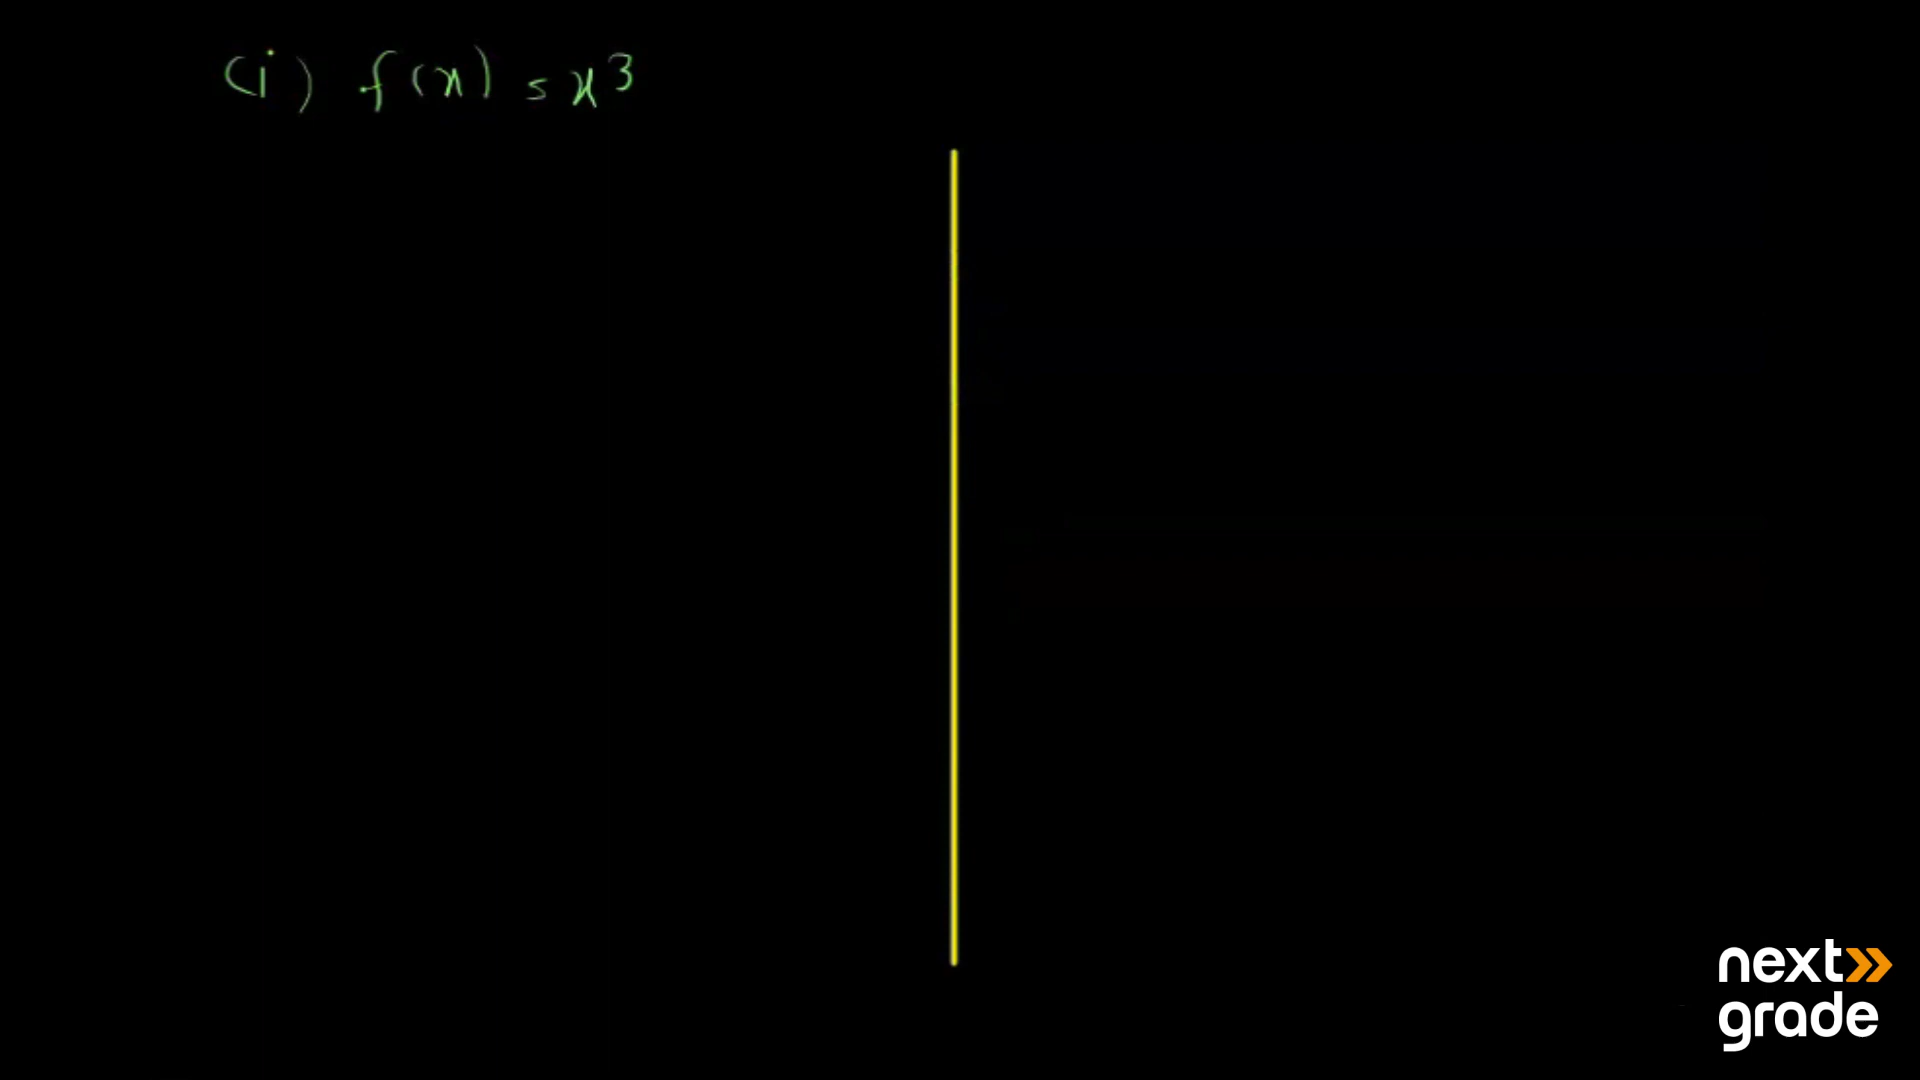 (i) f(x) = x³
next
grade